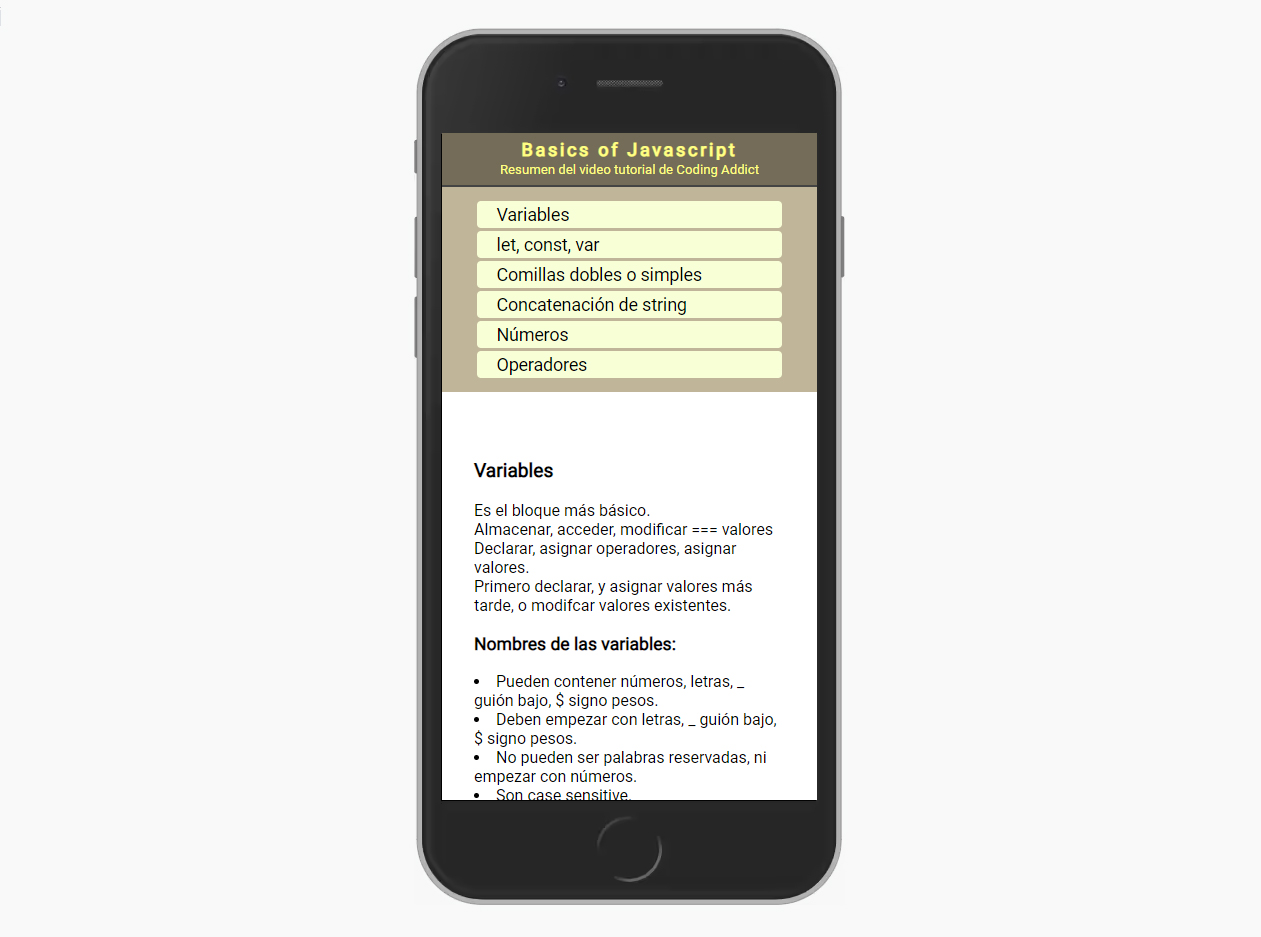 Basics of Javascript
Resumen del video tutorial de Coding Addict
Variables
let, const, var
Comillas dobles o simples
Concatenación de string
Números
Operadores
Variables
Es el bloque más básico.
Almacenar, acceder, modificar === valores
Declarar, asignar operadores, asignar
valores.
Primero declarar, y asignar valores más
tarde, o modifcar valores existentes.
Nombres de las variables:
• Pueden contener números, letras, _
guión bajo, $ signo pesos.
• Deben empezar con letras, _ guión bajo,
$ signo pesos.
• No pueden ser palabras reservadas, ni
empezar con números.
• Son case sensitive.